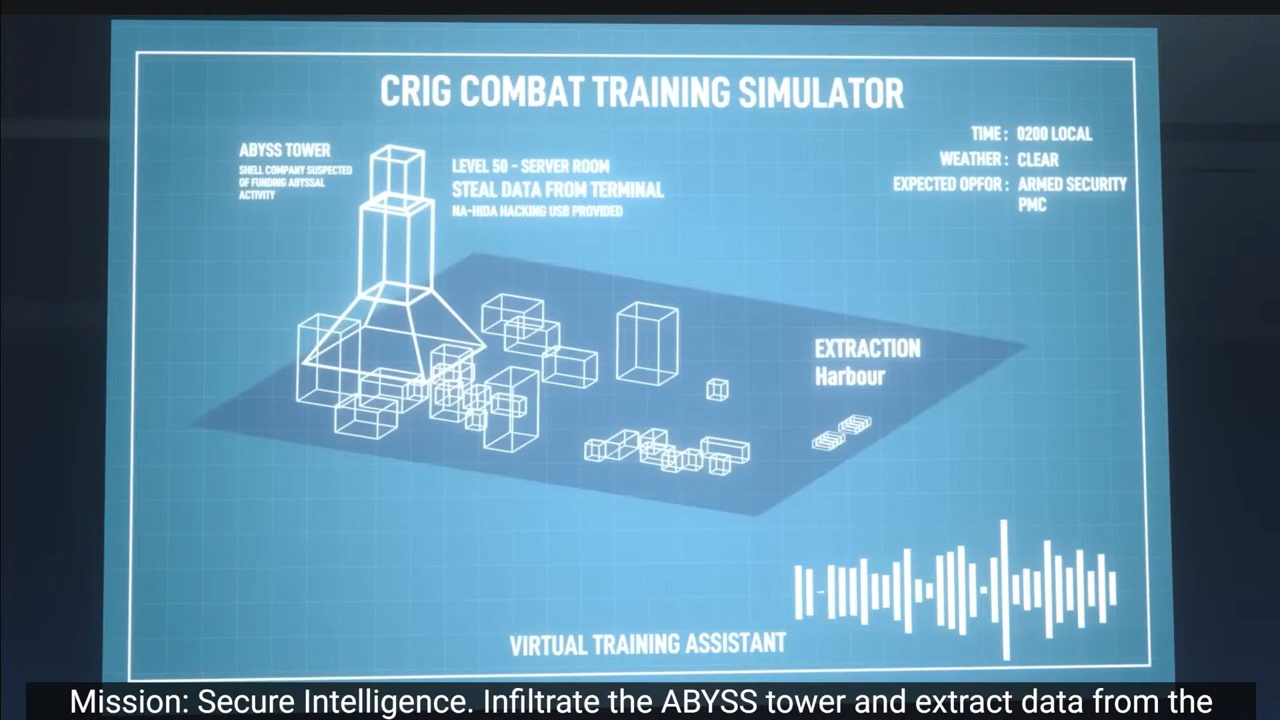 CRIG COMBAT TRAINING SIMULATOR
TIME: 0200 LOCAL
WEATHER: CLEAR
EXPECTED OPFOR: ARMED SECURITY
PMC
ABYSS TOWER
SHELL COMPANY SUSPECTED
OF FUNDING ABYSSAL
ACTIVITY
LEVEL 50 - SERVER ROOM
STEAL DATA FROM TERMINAL
NA-HIDA HACKING USB PROVIDED
EXTRACTION
Harbour
VIRTUAL TRAINING ASSISTANT
Mission: Secure Intelligence. Infiltrate the ABYSS tower and extract data from the